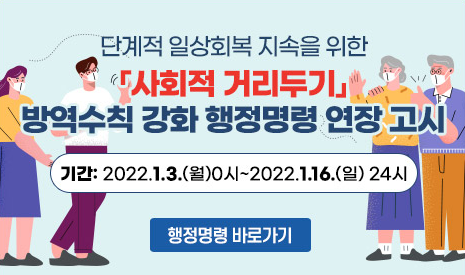 단계적 일상회복 지속을 위한
「사회적 거리두기」
방역수칙 강화 행정명령 연장 고시
기간: 2022.1.3.(월)0시~2022.1.16.(일) 24시
행정명령 바로가기